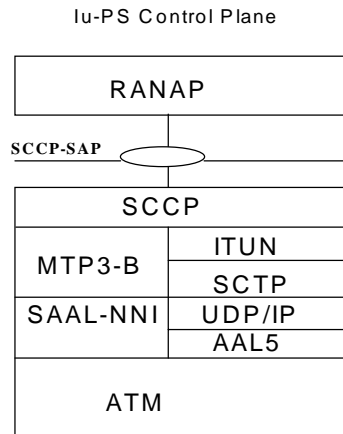 Iu-PS Control Plane
RANAP
SCCP-SAP
SCCP
MTP3-B
ITUN
SCTP
SAAL-NNI
UDP/IP
AAL5
ATM